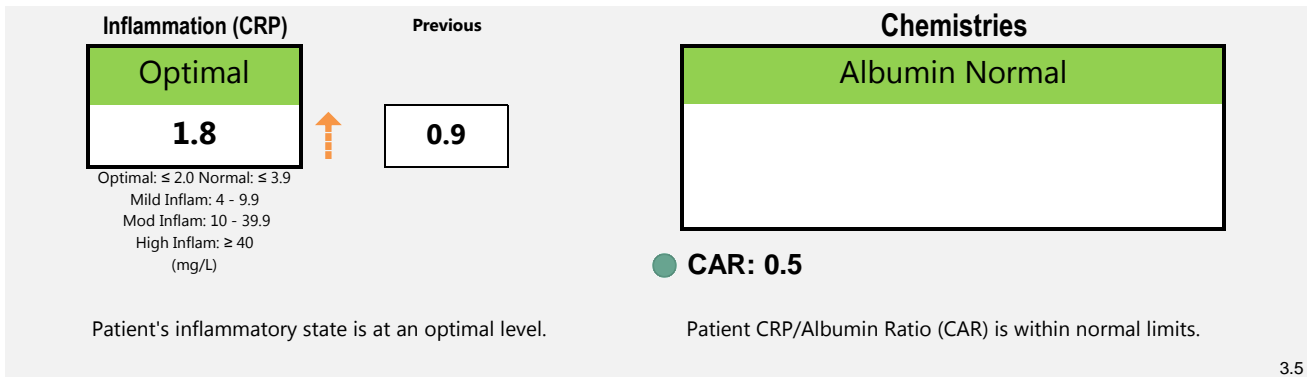 Inflammation (CRP)
Previous
Optimal
1.8
0.9
Optimal: ≤ 2.0 Normal: ≤ 3.9
Mild Inflam: 4 - 9.9
Mod Inflam: 10 - 39.9
High Inflam: ≥ 40
(mg/L)
Patient's inflammatory state is at an optimal level.
Chemistries
Albumin Normal
CAR: 0.5
Patient CRP/Albumin Ratio (CAR) is within normal limits.
3.5